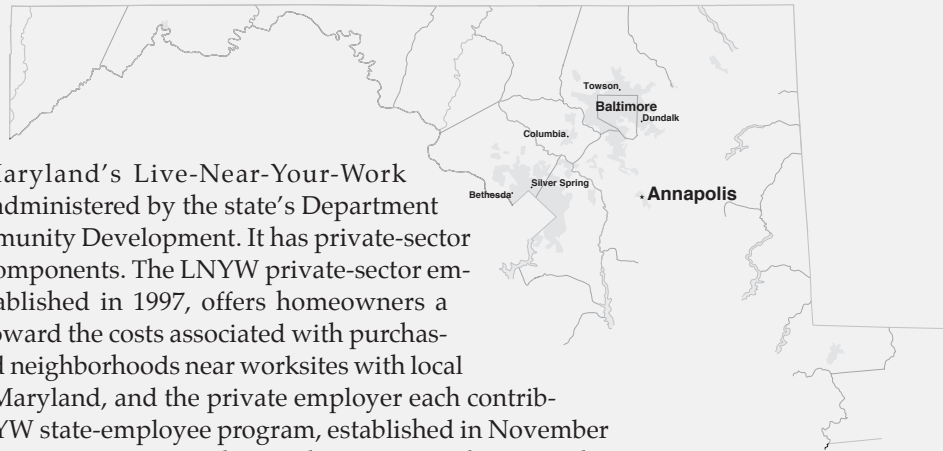 Towson
Baltimore
Dundalk
Columbia
Silver Spring
Bethesda
Annapolis
Maryland's Live-Near-Your-Work
administered by the state's Department
munity Development. It has private-sector
omponents. The LNYW private-sector em-
ablished in 1997, offers homeowners a
oward the costs associated with purchas-
d neighborhoods near worksites with local
Maryland, and the private employer each contrib-
YW state-employee program, established in November